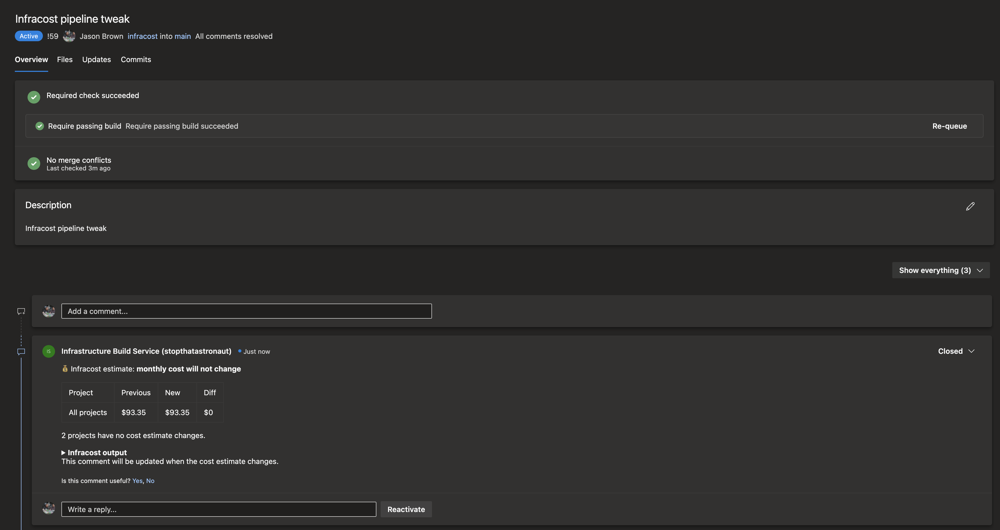 Infracost pipeline tweak
Active !59 Jason Brown infracost into main All comments resolved
Overview Files Updates Commits
Required check succeeded
Require passing build Require passing build succeeded Re-queue
No merge conflicts
Last checked 3m ago
Description
Infracost pipeline tweak
Show everything (3)
Add a comment...
IS Infrastructure Build Service (stopthatastronaut) Just now Closed
Infracost estimate: monthly cost will not change
Project Previous New Diff
All projects $93.35 $93.35 $0
2 projects have no cost estimate changes.
Infracost output
This comment will be updated when the cost estimate changes.
Is this comment useful? Yes, No
Write a reply... Reactivate